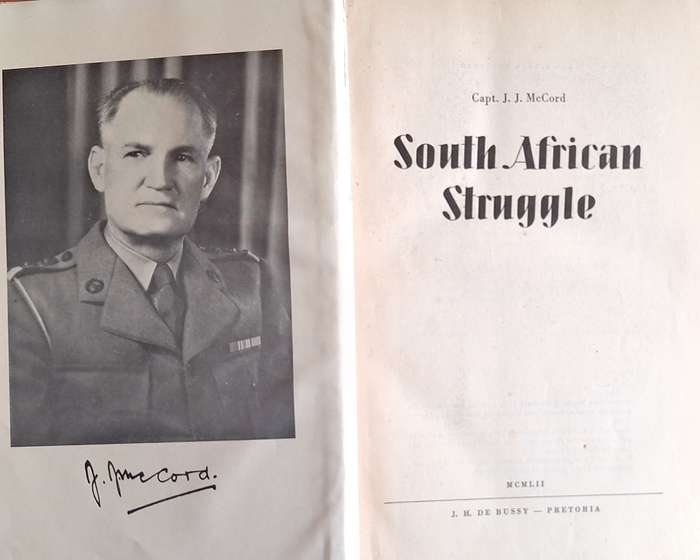 J. J. McCord.
Capt. J. J. McCord
South African
Struggle
MCMLII
J. H. DE BUSSY — PRETORIA